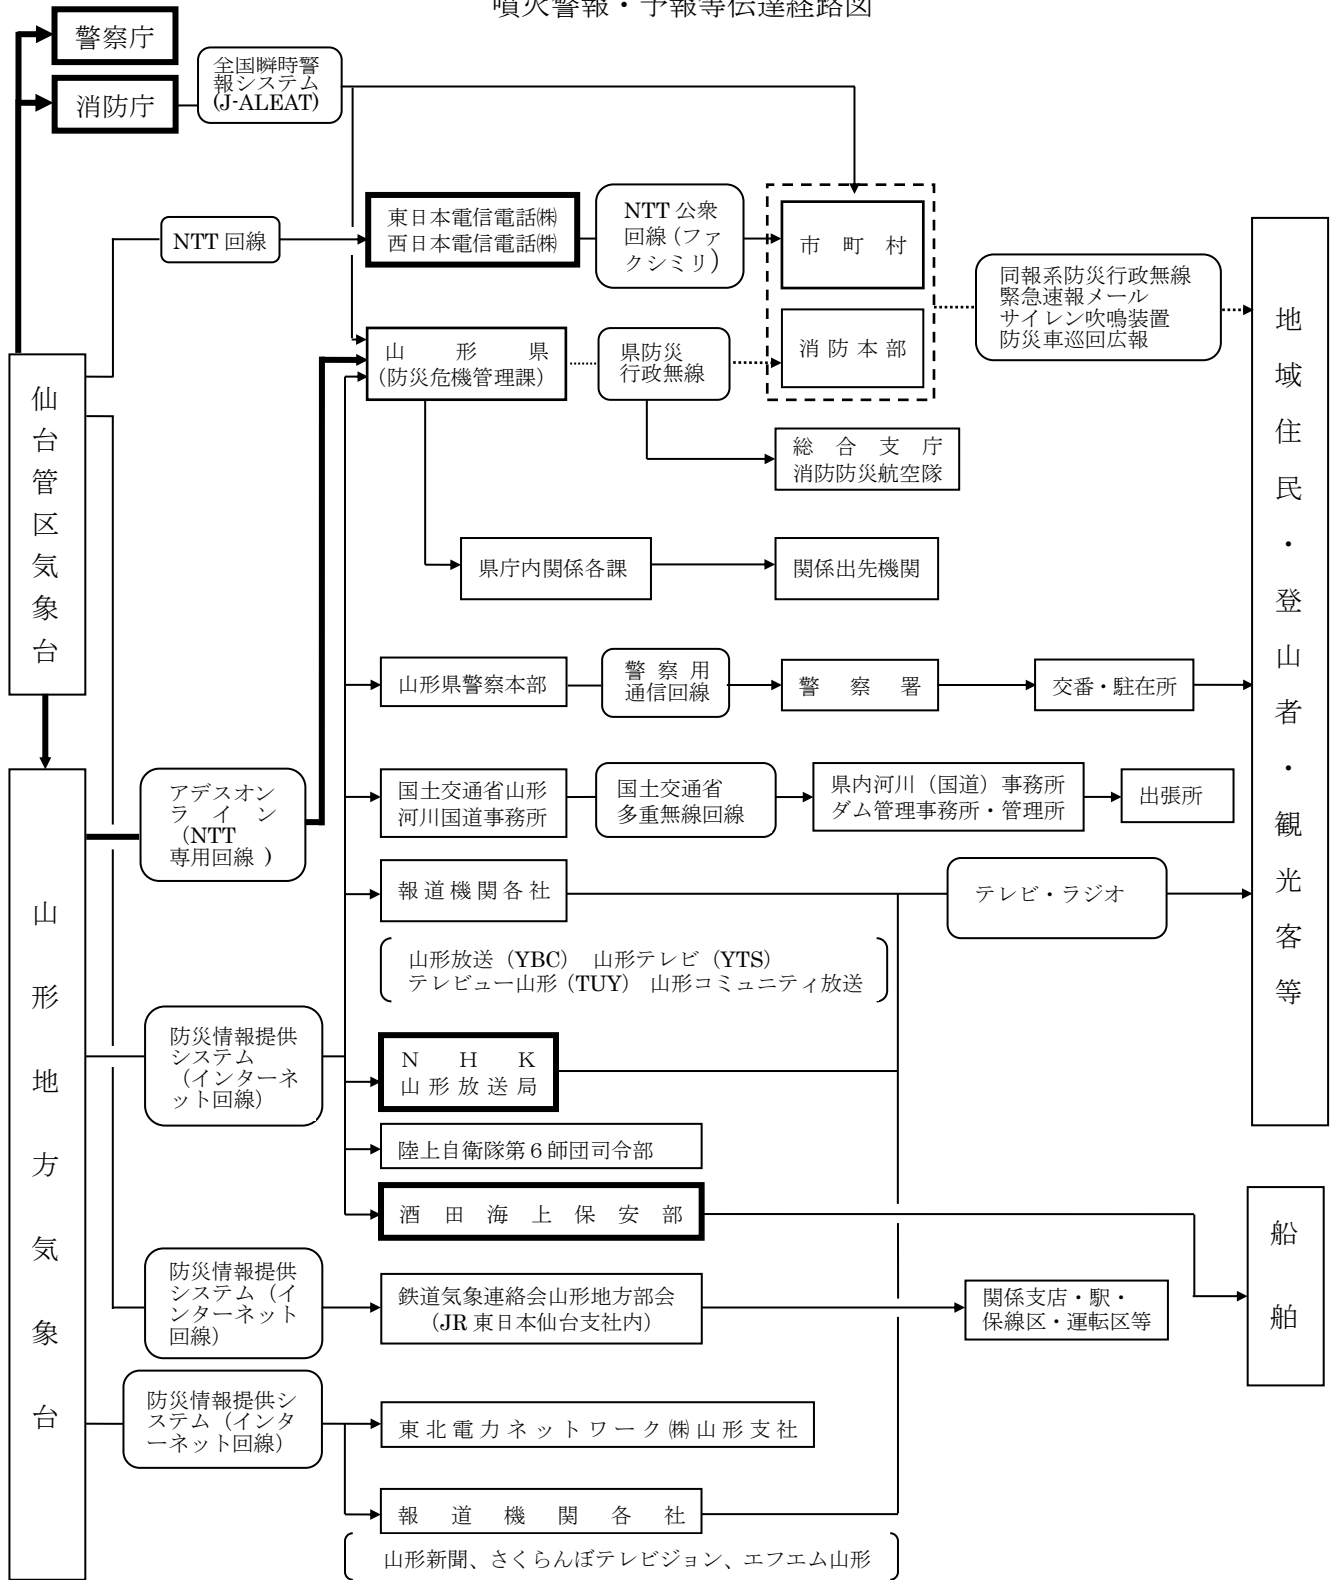 噴火警報・予報等伝達経路図
警察庁
消防庁
全国瞬時警
報システム
(J-ALEAT)
NTT 回線
東日本電信電話㈱
西日本電信電話㈱
NTT 公衆
回線(ファ
クシミリ)
市町村
消防本部
同報系防災行政無線
緊急速報メール
サイレン吹鳴装置
防災車巡回広報
地域住民・登山者・観光客等
仙台管区気象台
山形県
(防災危機管理課)
県防災
行政無線
総合支庁
消防防災航空隊
県庁内関係各課
関係出先機関
山形県警察本部
警察用
通信回線
警察署
交番・駐在所
山形地方気象台
アデスオン
ライン
(NTT
専用回線 )
国土交通省山形
河川国道事務所
国土交通省
多重無線回線
県内河川(国道)事務所
ダム管理事務所・管理所
出張所
報道機関各社
テレビ・ラジオ
山形放送(YBC) 山形テレビ(YTS)
テレビュー山形(TUY) 山形コミュニティ放送
防災情報提供
システム
(インターネ
ット回線)
NHK
山形放送局
陸上自衛隊第6師団司令部
酒田海上保安部
船舶
防災情報提供
システム(イ
ンターネット
回線)
鉄道気象連絡会山形地方部会
(JR 東日本仙台支社内)
関係支店・駅・
保線区・運転区等
防災情報提供シ
ステム(インタ
ーネット回線)
東北電力ネットワーク㈱山形支社
報道機関各社
山形新聞、さくらんぼテレビジョン、エフエム山形